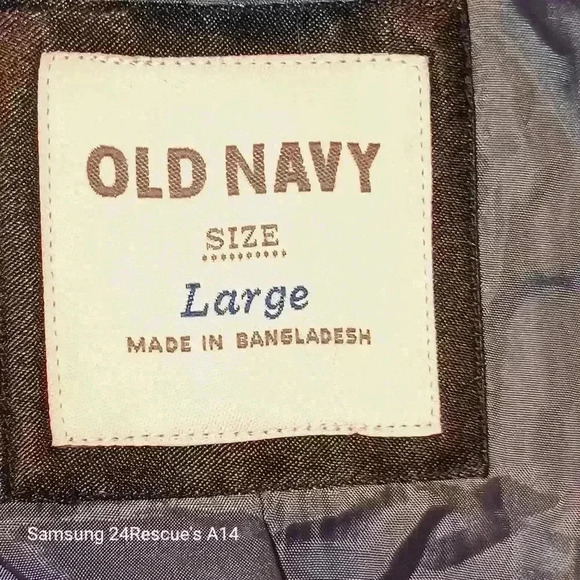 OLD NAVY
SIZE
Large
MADE IN BANGLADESH
Samsung 24Rescue's A14